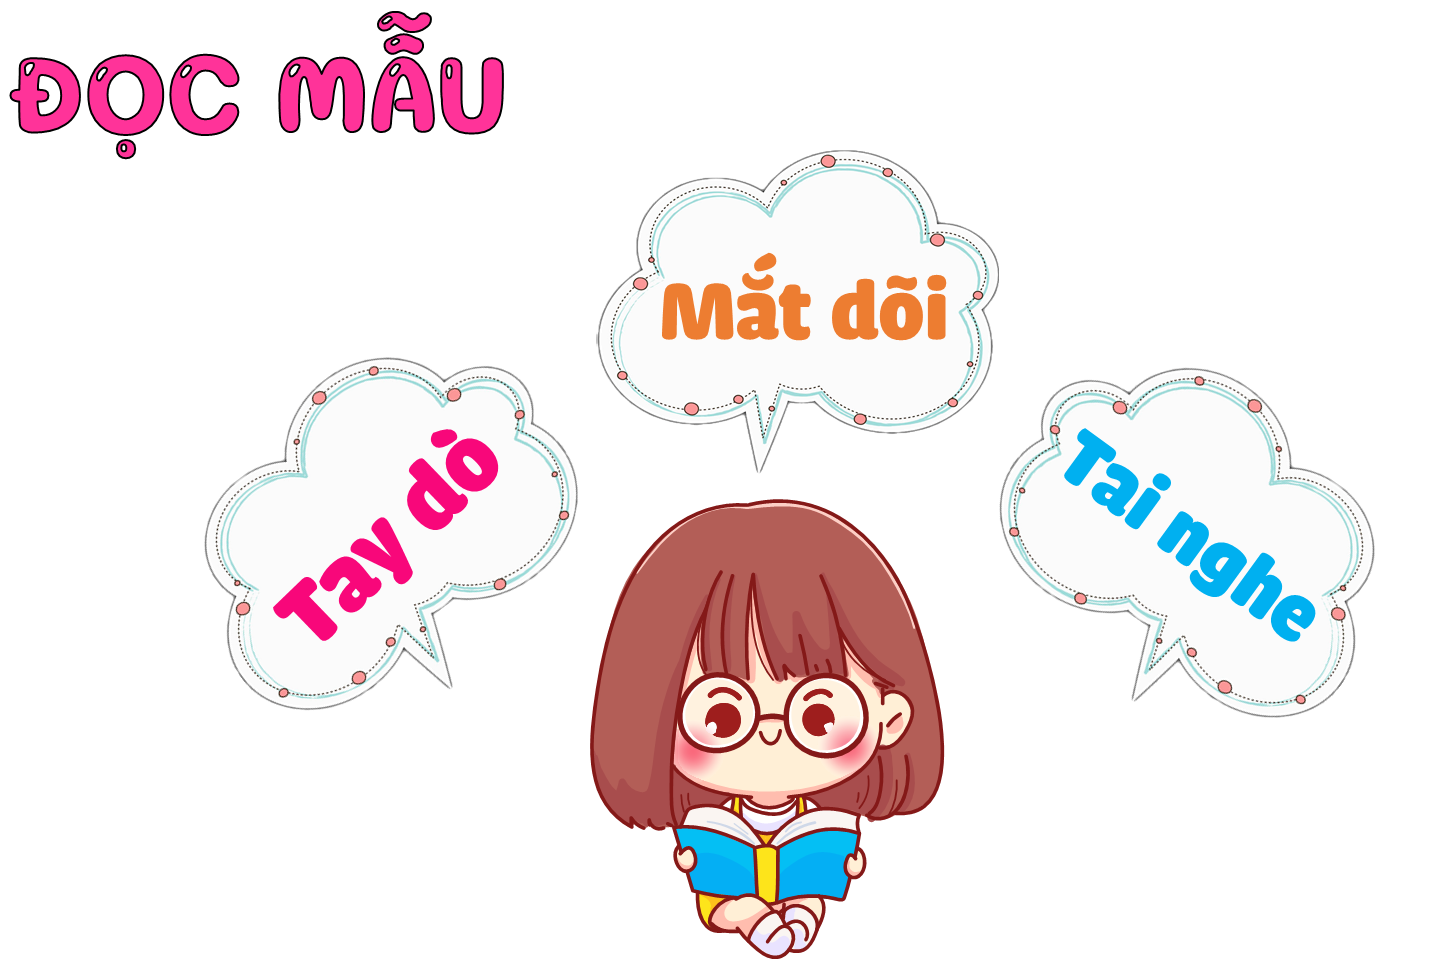 ĐỌC MẪU
Mắt dõi
Tay dò
Tai nghe